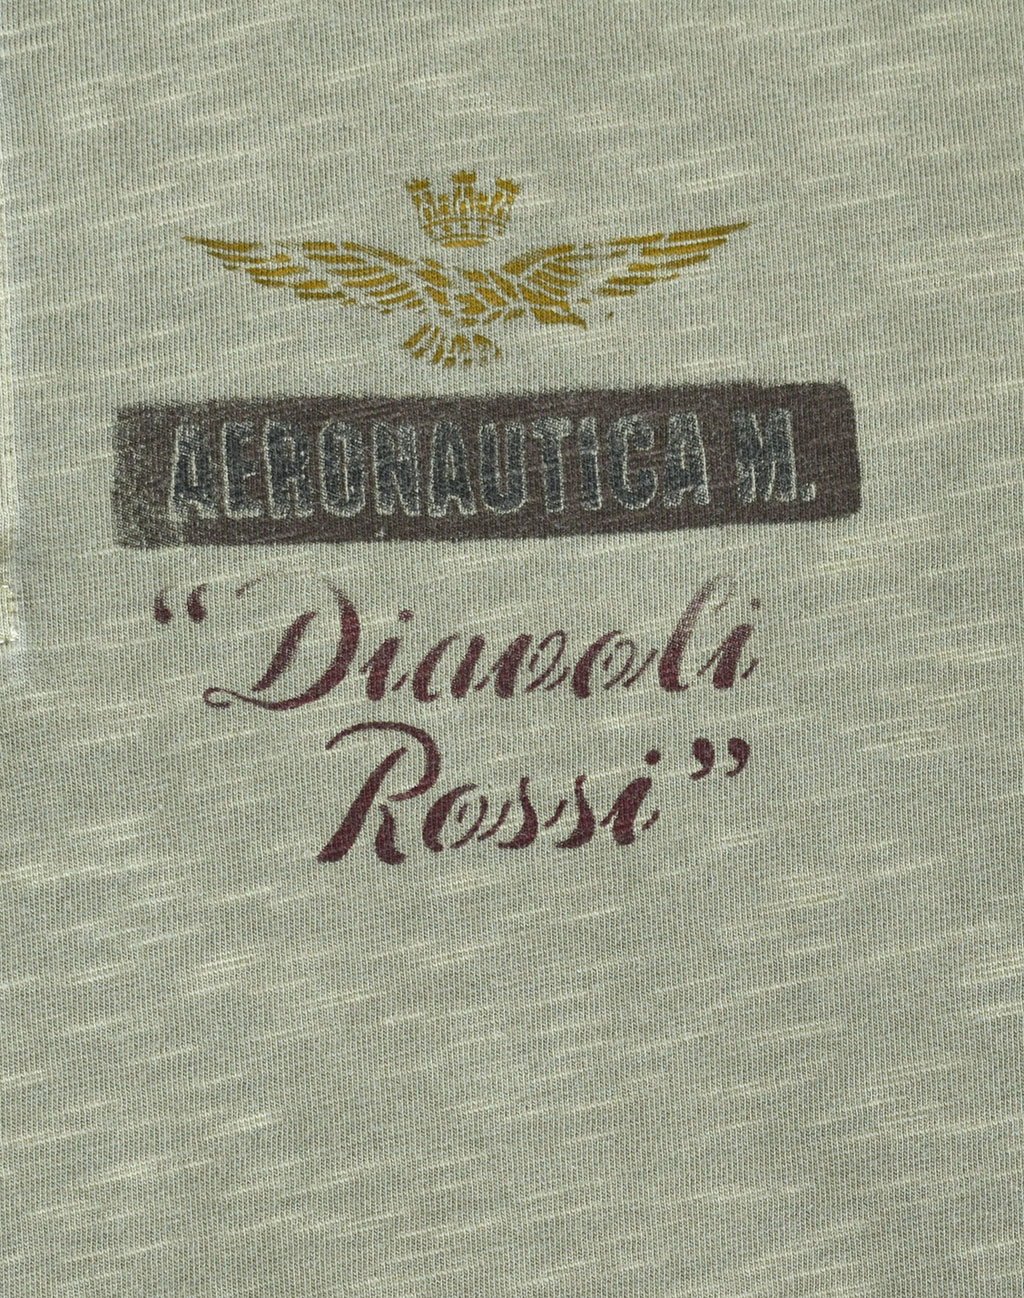 AERONAUTICA M.
“Diavoli
Rossi”